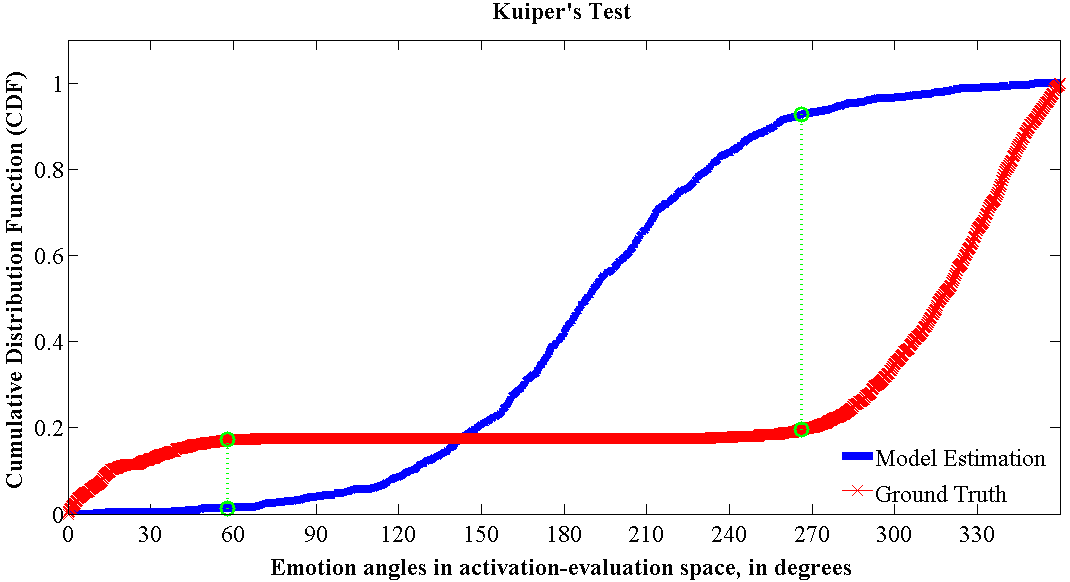 Kuiper's Test
Cumulative Distribution Function (CDF)
1
0.8
0.6
0.4
0.2
0
0 30 60 90 120 150 180 210 240 270 300 330
Model Estimation
Ground Truth
Emotion angles in activation-evaluation space, in degrees